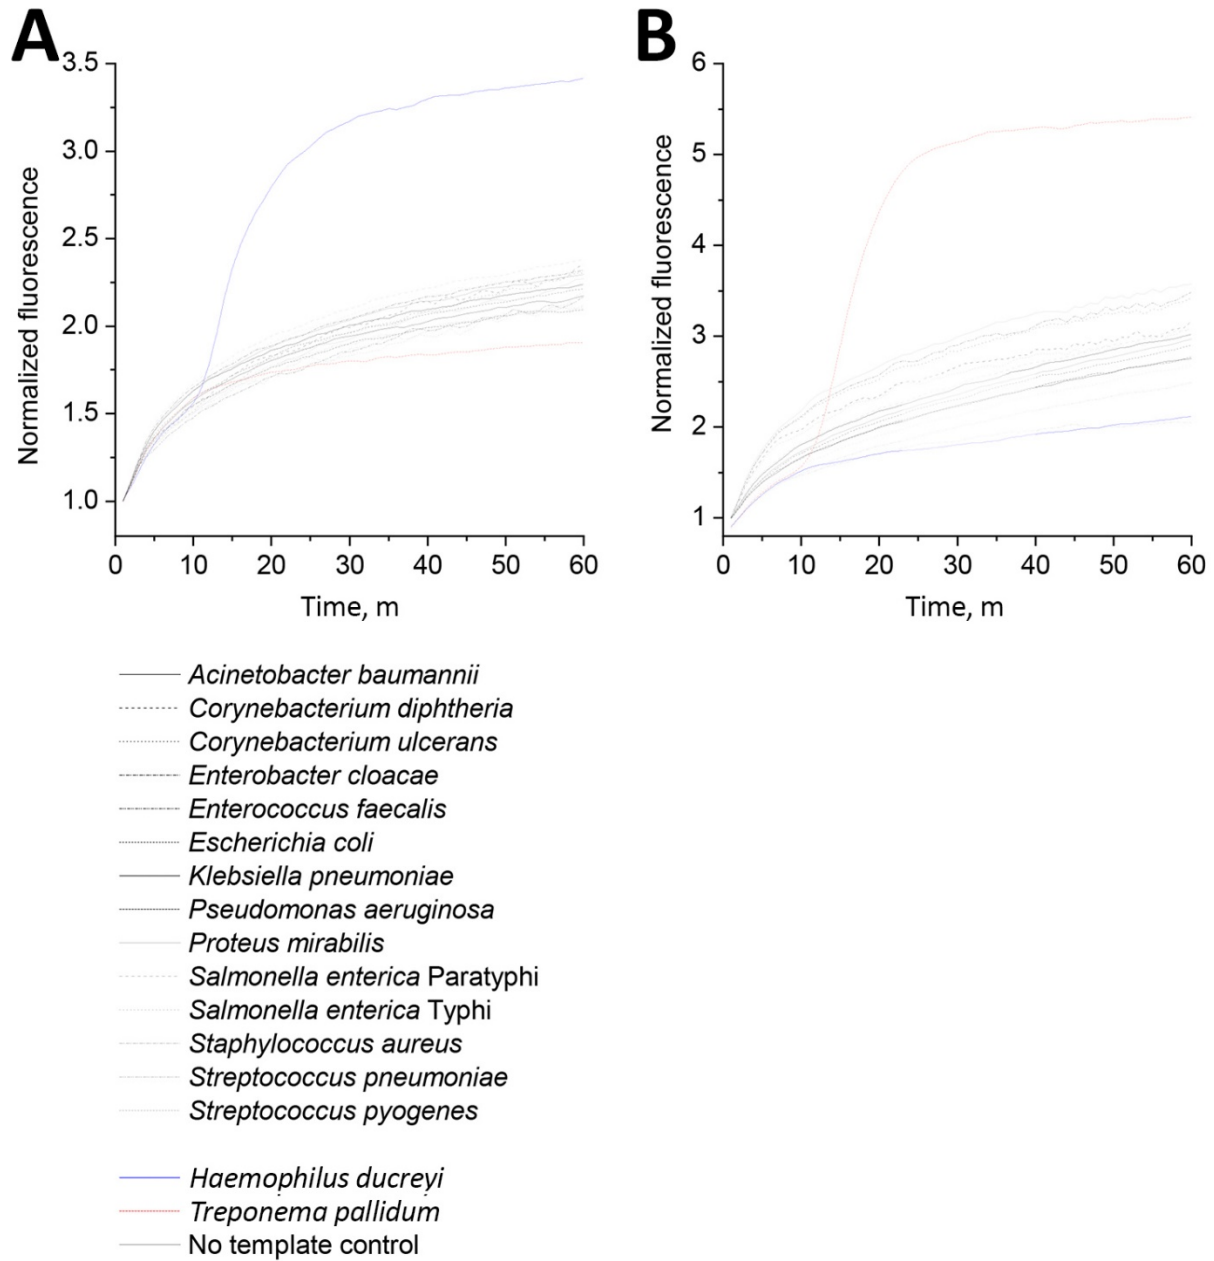 A
B
3.5
3.0
2.5
2.0
1.5
1.0
Normalized fluorescence
0 10 20 30 40 50 60
Time, m
6
5
4
3
2
1
Normalized fluorescence
0 10 20 30 40 50 60
Time, m
Acinetobacter baumannii
Corynebacterium diphtheria
Corynebacterium ulcerans
Enterobacter cloacae
Enterococcus faecalis
Escherichia coli
Klebsiella pneumoniae
Pseudomonas aeruginosa
Proteus mirabilis
Salmonella enterica Paratyphi
Salmonella enterica Typhi
Staphylococcus aureus
Streptococcus pneumoniae
Streptococcus pyogenes
Haemophilus ducreyi
Treponema pallidum
No template control